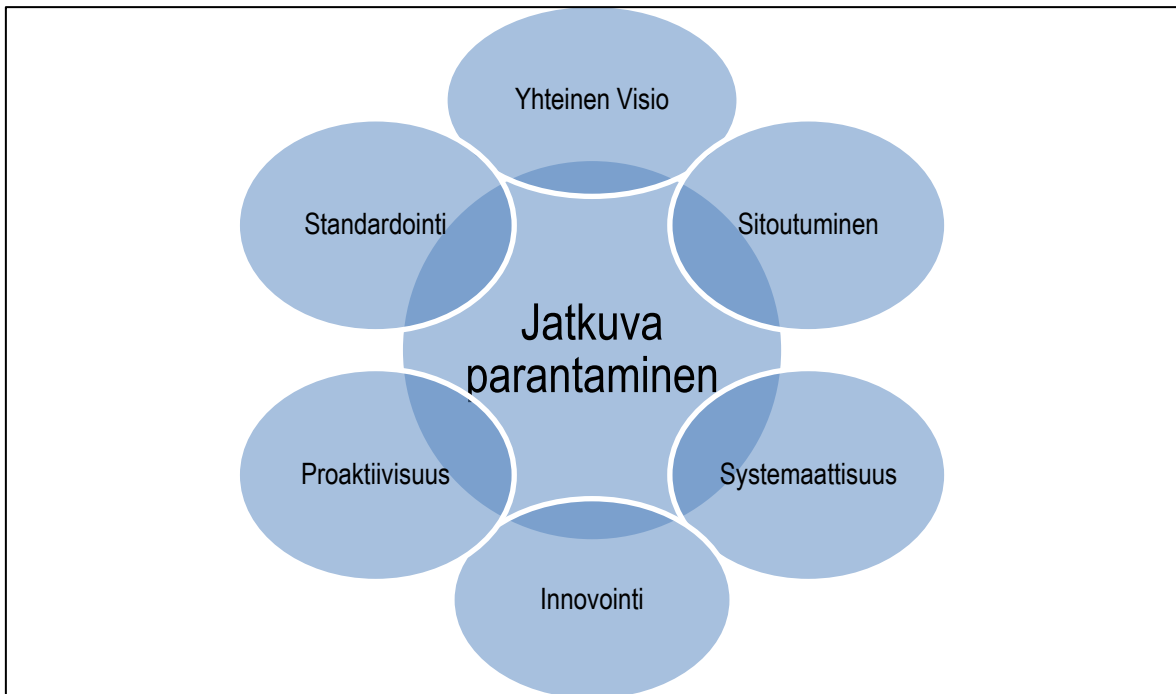 Yhteinen Visio
Standardointi
Sitoutuminen
Jatkuva
parantaminen
Proaktiivisuus
Systemaattisuus
Innovointi